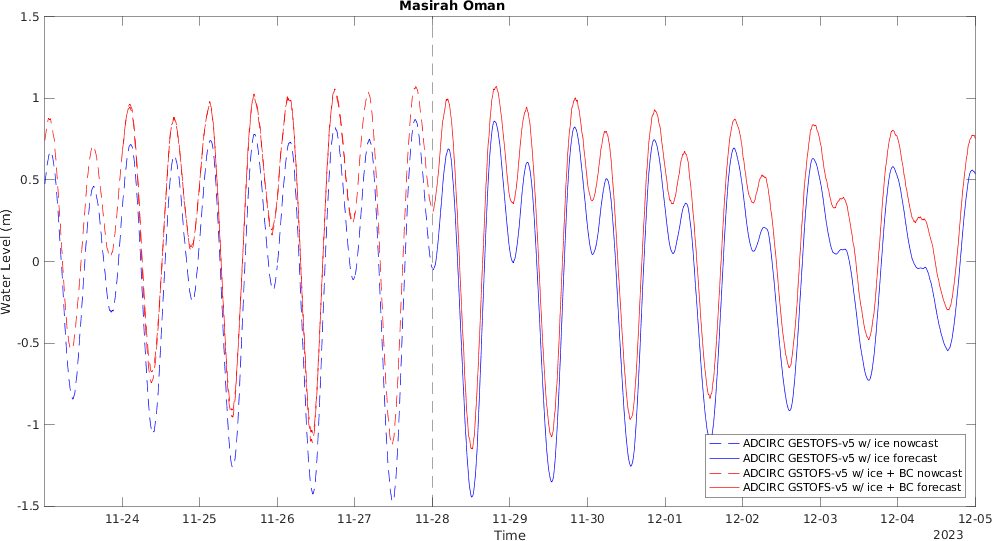 Masirah Oman
1.5
1
0.5
0
-0.5
-1
-1.5
Water Level (m)
11-24 11-25 11-26 11-27 11-28 11-29 11-30 12-01 12-02 12-03 12-04 12-05
Time
2023
ADCIRC GESTOFS-v5 w/ ice nowcast
ADCIRC GESTOFS-v5 w/ ice forecast
ADCIRC GSTOFS-v5 w/ ice + BC nowcast
ADCIRC GSTOFS-v5 w/ ice + BC forecast